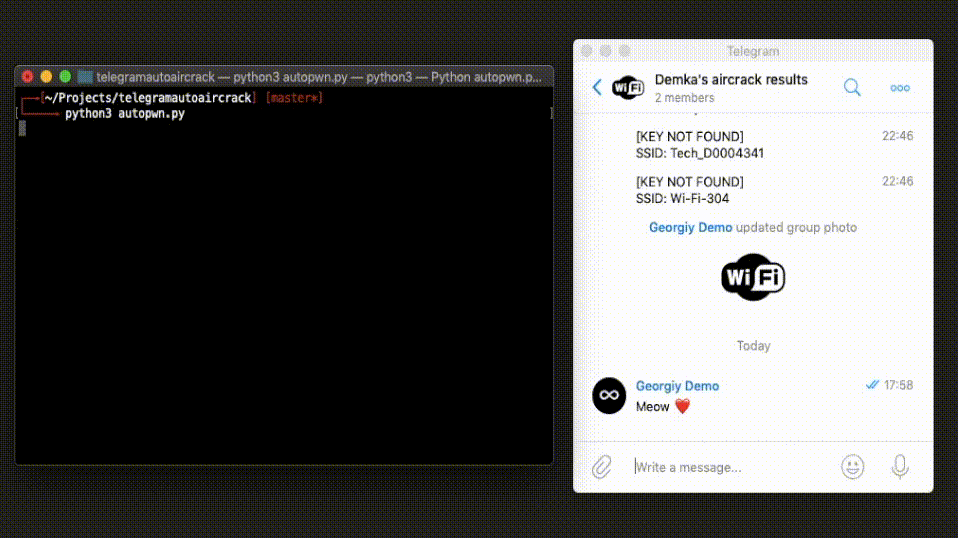 telegramautoaircrack — python3 autopwn.py — python3 — Python autopwn.p...
[~/Projects/telegramautoaircrack] [master*]
python3 autopwn.py
Telegram
Demka's aircrack results
2 members
[KEY NOT FOUND] 22:46
SSID: Tech_D0004341
[KEY NOT FOUND] 22:46
SSID: Wi-Fi-304
Georgiy Demo updated group photo
Wi Fi
Today
Georgiy Demo 17:58
Meow ❤️
Write a message...